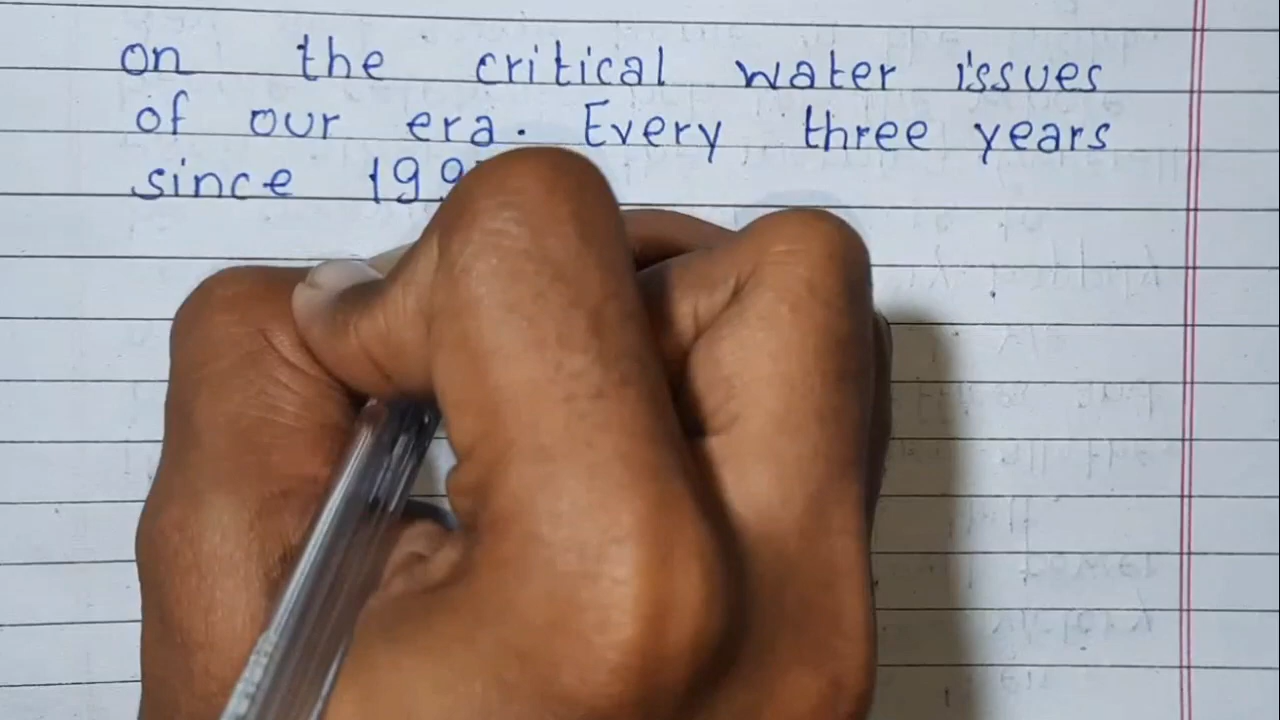 on the critical water issues
of our era. Every three years
since